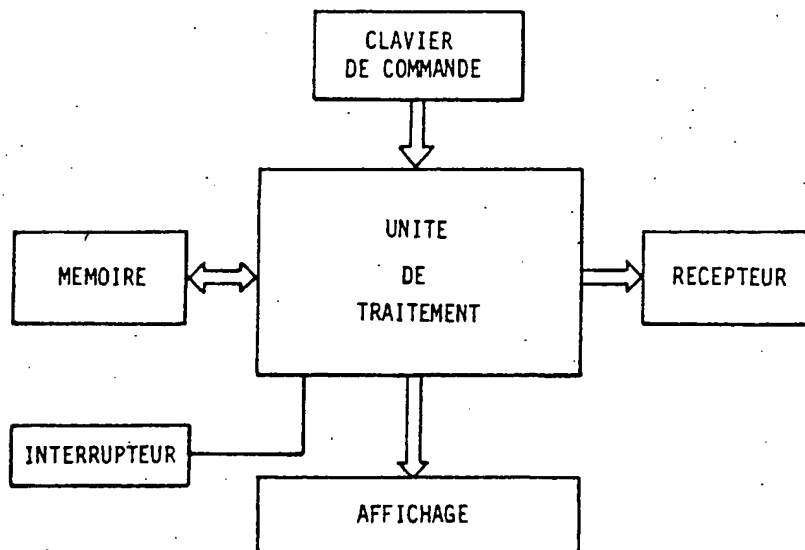 CLAVIER
DE COMMANDE
UNITE
DE
TRAITEMENT
MEMOIRE
RECEPTEUR
INTERRUPTEUR
AFFICHAGE